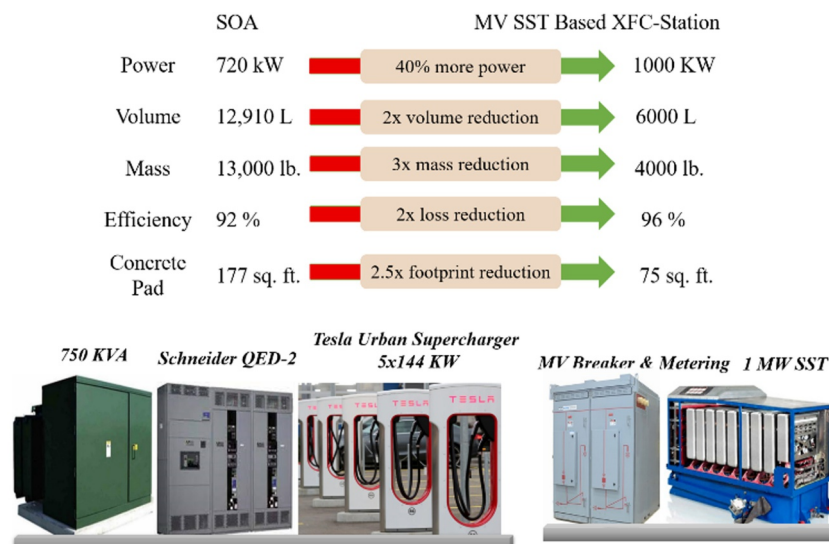 SOA MV SST Based XFC-Station
Power 720 kW 40% more power 1000 KW
Volume 12,910 L 2x volume reduction 6000 L
Mass 13,000 lb. 3x mass reduction 4000 lb.
Efficiency 92 % 2x loss reduction 96 %
Concrete
Pad 177 sq. ft. 2.5x footprint reduction 75 sq. ft.
750 KVA
Schneider QED-2
Tesla Urban Supercharger
5x144 KW
MV Breaker & Metering
1 MW SST
TESLA
TESLA